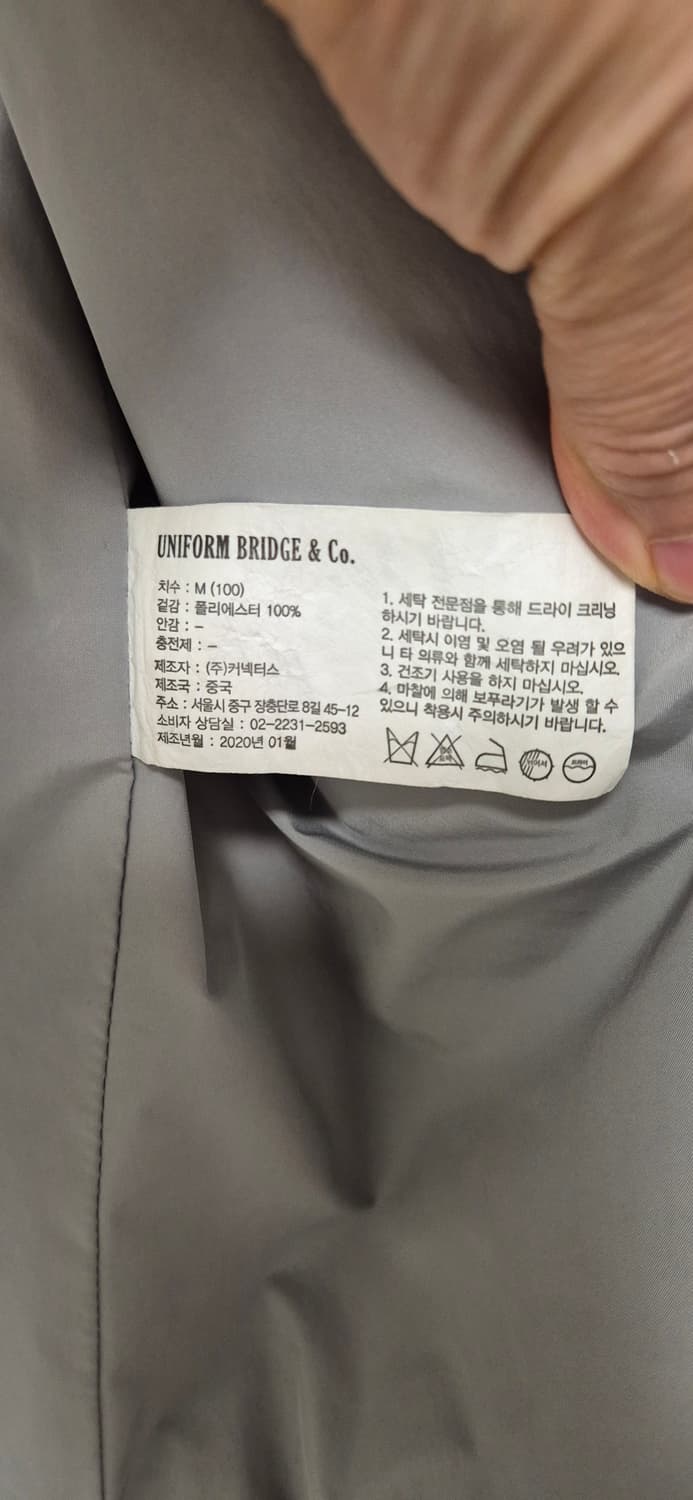 UNIFORM BRIDGE & Co.
치수 : M (100)
겉감 : 폴리에스터 100%
안감 : –
충전제 : –
제조자 : (주)커넥터스
제조국 : 중국
주소 : 서울시 중구 장충단로 8길 45-12
소비자 상담실 : 02-2231-2593
제조년월 : 2020년 01월
1. 세탁 전문점을 통해 드라이 크리닝
하시기 바랍니다.
2. 세탁시 이염 및 오염 될 우려가 있으
니 타 의류와 함께 세탁하지 마십시오.
3. 건조기 사용을 하지 마십시오.
4. 마찰에 의해 보푸라기가 발생 할 수
있으니 착용시 주의하시기 바랍니다.
드라이